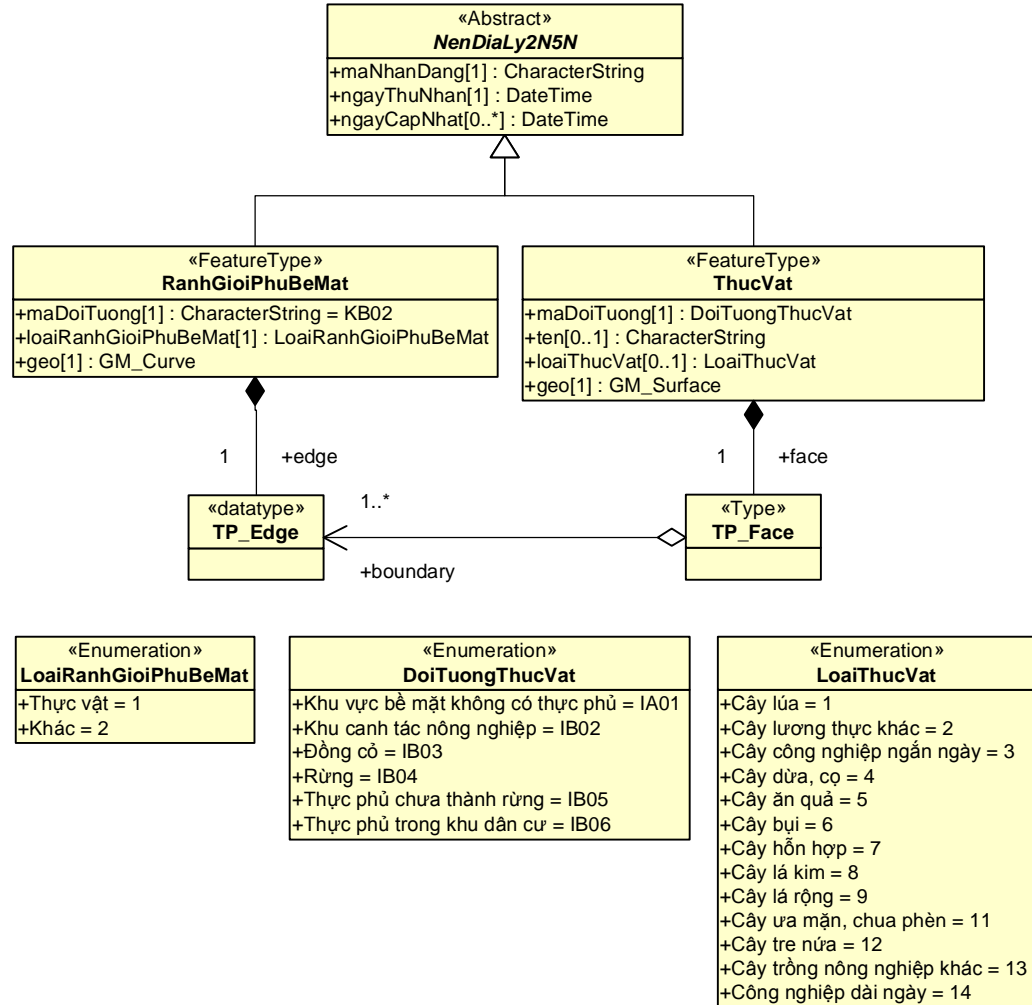 «Abstract»
NenDiaLy2N5N
+maNhanDang[1] : CharacterString
+ngayThuNhan[1] : DateTime
+ngayCapNhat[0..*] : DateTime
«FeatureType»
RanhGioiPhuBeMat
+maDoiTuong[1] : CharacterString = KB02
+loaiRanhGioiPhuBeMat[1] : LoaiRanhGioiPhuBeMat
+geo[1] : GM_Curve
«FeatureType»
ThucVat
+maDoiTuong[1] : DoiTuongThucVat
+ten[0..1] : CharacterString
+loaiThucVat[0..1] : LoaiThucVat
+geo[1] : GM_Surface
1 +edge
1 +face
«datatype»
TP_Edge
1..*
+boundary
«Type»
TP_Face
«Enumeration»
LoaiRanhGioiPhuBeMat
+Thực vật = 1
+Khác = 2
«Enumeration»
DoiTuongThucVat
+Khu vực bề mặt không có thực phủ = IA01
+Khu canh tác nông nghiệp = IB02
+Đồng cỏ = IB03
+Rừng = IB04
+Thực phủ chưa thành rừng = IB05
+Thực phủ trong khu dân cư = IB06
«Enumeration»
LoaiThucVat
+Cây lúa = 1
+Cây lương thực khác = 2
+Cây công nghiệp ngắn ngày = 3
+Cây dừa, cọ = 4
+Cây ăn quả = 5
+Cây bụi = 6
+Cây hỗn hợp = 7
+Cây lá kim = 8
+Cây lá rộng = 9
+Cây ưa mặn, chua phèn = 11
+Cây tre nứa = 12
+Cây trồng nông nghiệp khác = 13
+Công nghiệp dài ngày = 14